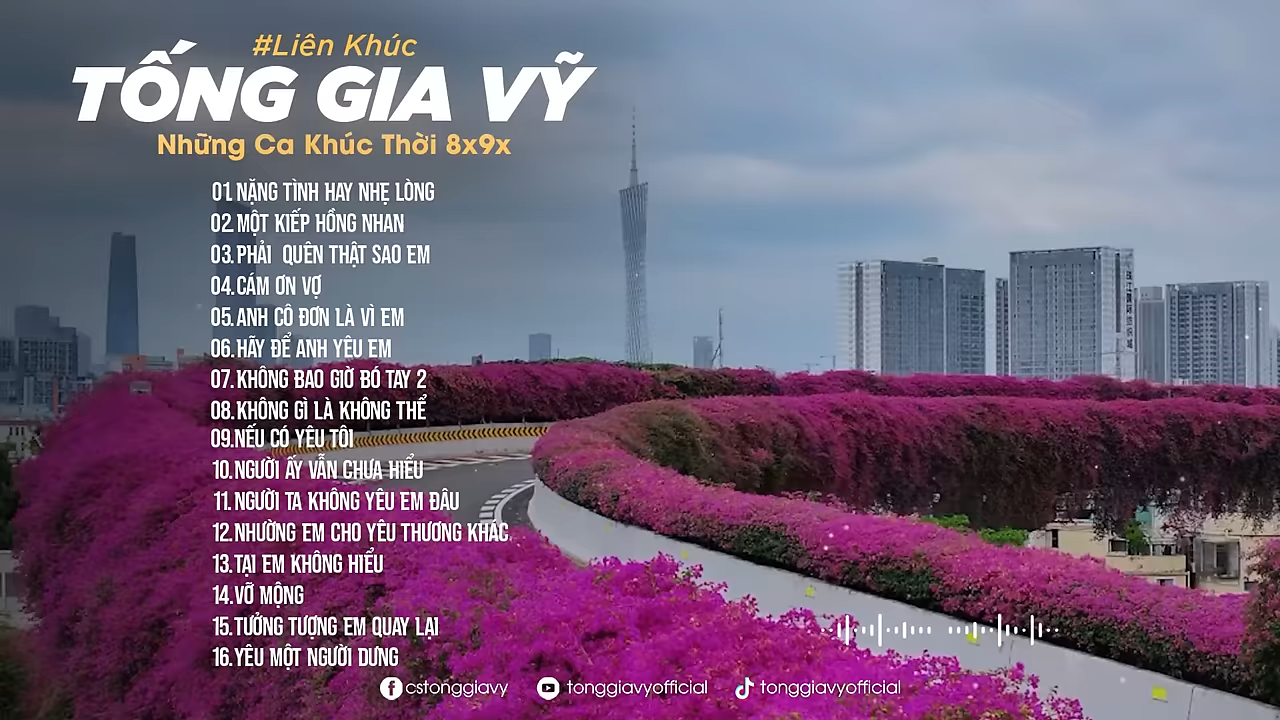 #Liên Khúc
TỐNG GIA VỸ
Những Ca Khúc Thời 8x9x
01.NẶNG TÌNH HAY NHẸ LÒNG
02.MỘT KIẾP HỒNG NHAN
03.PHẢI QUÊN THẬT SAO EM
04.CÁM ƠN VỢ
05.ANH CÔ ĐƠN LÀ VÌ EM
06.HÃY ĐỂ ANH YÊU EM
07.KHÔNG BAO GIỜ BÓ TAY 2
08.KHÔNG GÌ LÀ KHÔNG THỂ
09.NẾU CÓ YÊU TÔI
10.NGƯỜI ẤY VẪN CHƯA HIỂU
11.NGƯỜI TA KHÔNG YÊU EM ĐÂU
12.NHƯỜNG EM CHO YÊU THƯƠNG KHÁC
13.TẠI EM KHÔNG HIỂU
14.VỠ MỘNG
15.TƯỞNG TƯỢNG EM QUAY LẠI
16.YÊU MỘT NGƯỜI DƯNG
cstonggiavy tonggiavyofficial tonggiavyofficial